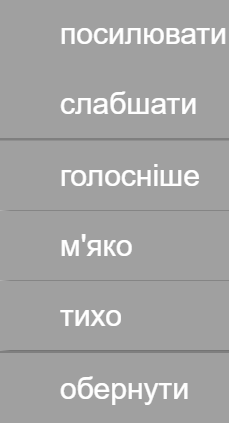 посилювати
слабшати
голосніше
м'яко
тихо
обернути